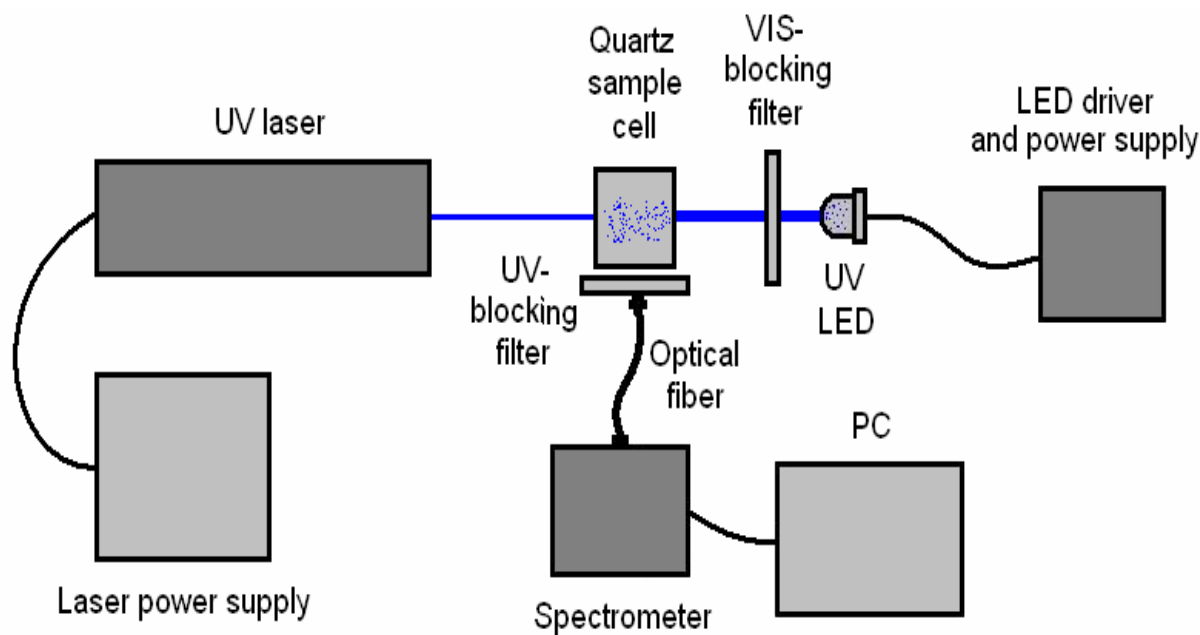 UV laser
Quartz
sample
cell
VIS-
blocking
filter
LED driver
and power supply
UV-
blocking
filter
Optical
fiber
UV
LED
PC
Laser power supply
Spectrometer